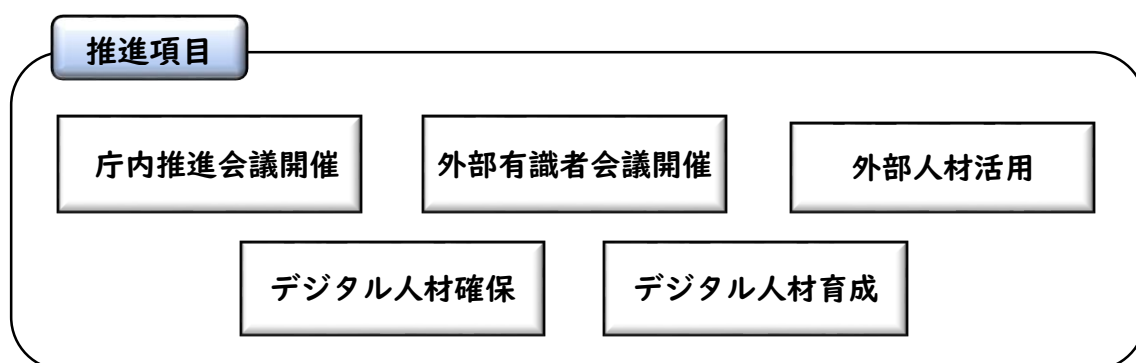 推進項目
庁内推進会議開催
外部有識者会議開催
外部人材活用
デジタル人材確保
デジタル人材育成